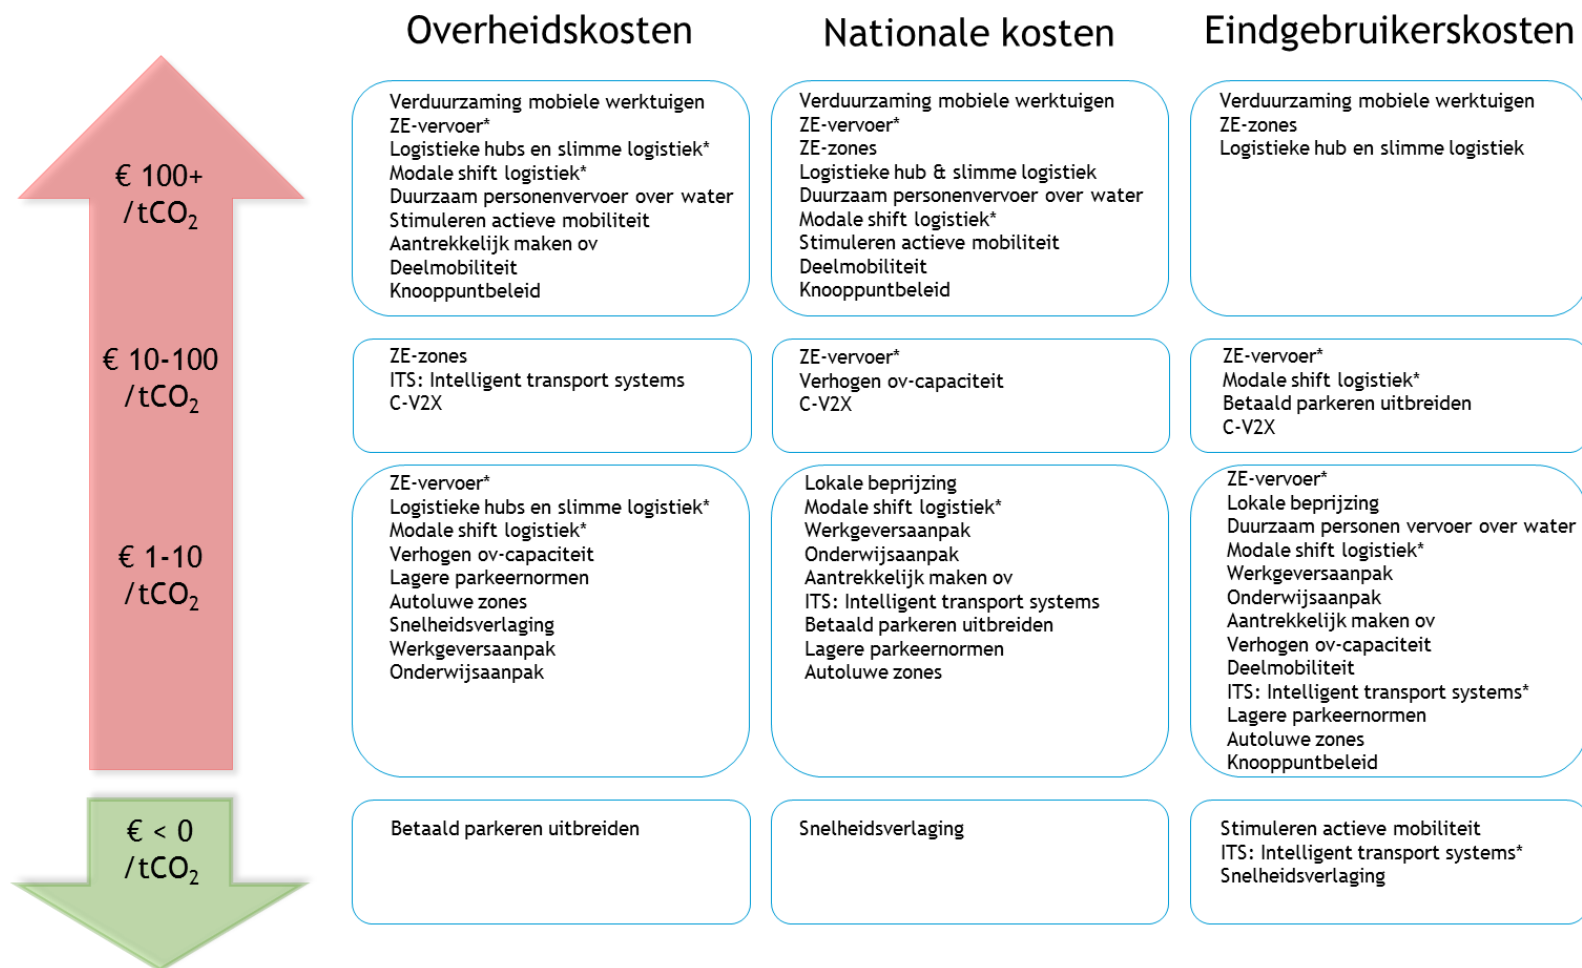 Overheidskosten
Nationale kosten
Eindgebruikerskosten
€ 100+
/tCO₂
Verduurzaming mobiele werktuigen
ZE-vervoer*
Logistieke hubs en slimme logistiek*
Modale shift logistiek*
Duurzaam personenvervoer over water
Stimuleren actieve mobiliteit
Aantrekkelijk maken ov
Deelmobiliteit
Knooppuntbeleid
Verduurzaming mobiele werktuigen
ZE-vervoer*
ZE-zones
Logistieke hub & slimme logistiek
Duurzaam personenvervoer over water
Modale shift logistiek*
Stimuleren actieve mobiliteit
Deelmobiliteit
Knooppuntbeleid
Verduurzaming mobiele werktuigen
ZE-zones
Logistieke hub en slimme logistiek
€ 10-100
/tCO₂
ZE-zones
ITS: Intelligent transport systems
C-V2X
ZE-vervoer*
Verhogen ov-capaciteit
C-V2X
ZE-vervoer*
Modale shift logistiek*
Betaald parkeren uitbreiden
C-V2X
€ 1-10
/tCO₂
ZE-vervoer*
Logistieke hubs en slimme logistiek*
Modale shift logistiek*
Verhogen ov-capaciteit
Lagere parkeernormen
Autoluwe zones
Snelheidsverlaging
Werkgeversaanpak
Onderwijsaanpak
Lokale beprijzing
Modale shift logistiek*
Werkgeversaanpak
Onderwijsaanpak
Aantrekkelijk maken ov
ITS: Intelligent transport systems
Betaald parkeren uitbreiden
Lagere parkeernormen
Autoluwe zones
ZE-vervoer*
Lokale beprijzing
Duurzaam personen vervoer over water
Modale shift logistiek*
Werkgeversaanpak
Onderwijsaanpak
Aantrekkelijk maken ov
Verhogen ov-capaciteit
Deelmobiliteit
ITS: Intelligent transport systems*
Lagere parkeernormen
Autoluwe zones
Knooppuntbeleid
€ < 0
/tCO₂
Betaald parkeren uitbreiden
Snelheidsverlaging
Stimuleren actieve mobiliteit
ITS: Intelligent transport systems*
Snelheidsverlaging